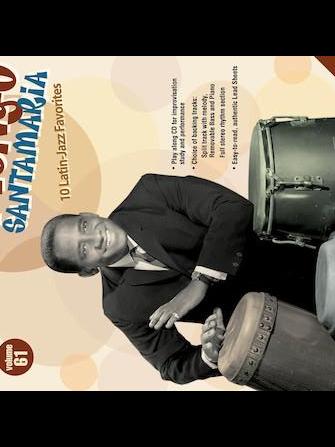 SANTAMARIA
10 Latin-Jazz Favorites
• Play along CD for improvisation
study and performance
• Choice of backing tracks:
Split track with melody,
Removable Bass and Piano
Full stereo rhythm section
• Easy-to-read, authentic Lead Sheets
volume
61